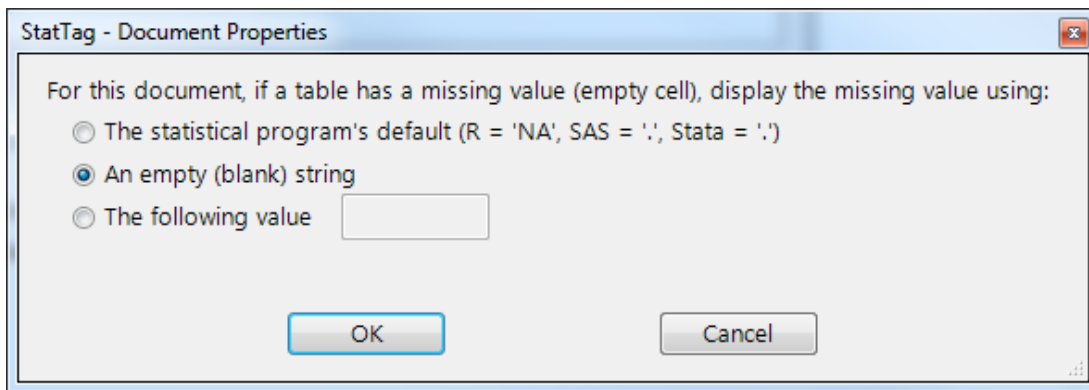 StatTag - Document Properties
For this document, if a table has a missing value (empty cell), display the missing value using:
The statistical program's default (R = 'NA', SAS = '.', Stata = '.')
An empty (blank) string
The following value
OK
Cancel